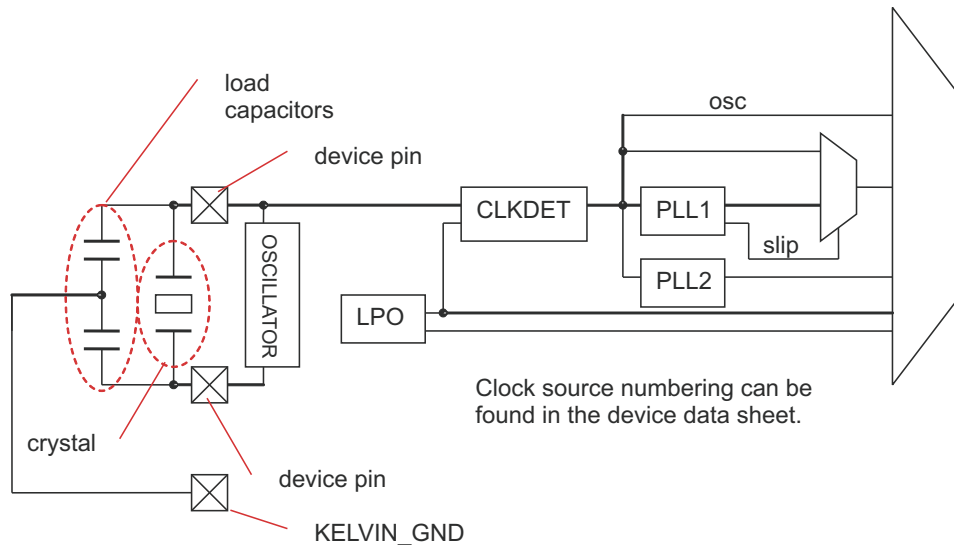 load
capacitors
osc
device pin
CLKDET
PLL1
OSCILLATOR
slip
PLL2
LPO
Clock source numbering can be
found in the device data sheet.
crystal
device pin
KELVIN_GND